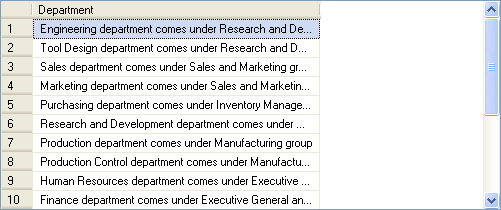 Department
1 Engineering department comes under Research and De...
2 Tool Design department comes under Research and D...
3 Sales department comes under Sales and Marketing gr...
4 Marketing department comes under Sales and Marketin...
5 Purchasing department comes under Inventory Manage...
6 Research and Development department comes under ...
7 Production department comes under Manufacturing group
8 Production Control department comes under Manufactu...
9 Human Resources department comes under Executive ...
10 Finance department comes under Executive General an...